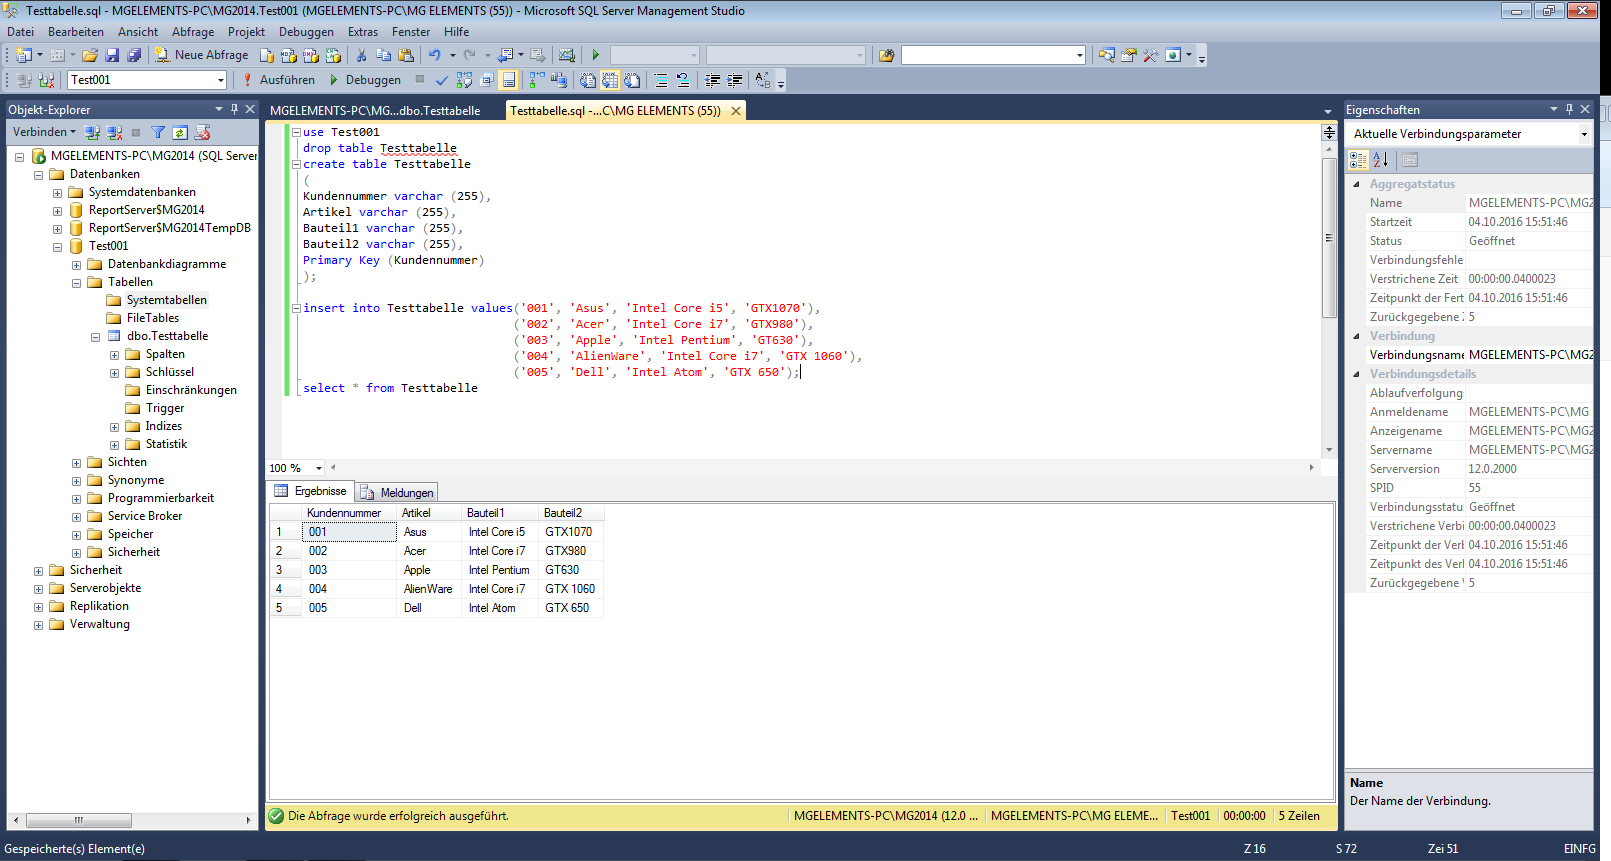 Testtabelle.sql - MGELEMENTS-PC\MG2014.Test001 (MGELEMENTS-PC\MG ELEMENTS (55)) - Microsoft SQL Server Management Studio
Datei Bearbeiten Ansicht Abfrage Projekt Debuggen Extras Fenster Hilfe
Neue Abfrage
Test001 Ausführen Debuggen
Objekt-Explorer
Verbinden
MGELEMENTS-PC\MG2014 (SQL Server
Datenbanken
Systemdatenbanken
ReportServer$MG2014
ReportServer$MG2014TempDB
Test001
Datenbankdiagramme
Tabellen
Systemtabellen
FileTables
dbo.Testtabelle
Spalten
Schlüssel
Einschränkungen
Trigger
Indizes
Statistik
Sichten
Synonyme
Programmierbarkeit
Service Broker
Speicher
Sicherheit
Sicherheit
Serverobjekte
Replikation
Verwaltung
MGELEMENTS-PC\MG...dbo.Testtabelle Testtabelle.sql -...C\MG ELEMENTS (55))
use Test001
drop table Testtabelle
create table Testtabelle
(
Kundennummer varchar (255),
Artikel varchar (255),
Bauteil1 varchar (255),
Bauteil2 varchar (255),
Primary Key (Kundennummer)
);
insert into Testtabelle values('001', 'Asus', 'Intel Core i5', 'GTX1070'),
('002', 'Acer', 'Intel Core i7', 'GTX980'),
('003', 'Apple', 'Intel Pentium', 'GT630'),
('004', 'AlienWare', 'Intel Core i7', 'GTX 1060'),
('005', 'Dell', 'Intel Atom', 'GTX 650');
select * from Testtabelle
100 %
Ergebnisse Meldungen
Kundennummer Artikel Bauteil1 Bauteil2
1 001 Asus Intel Core i5 GTX1070
2 002 Acer Intel Core i7 GTX980
3 003 Apple Intel Pentium GT630
4 004 AlienWare Intel Core i7 GTX 1060
5 005 Dell Intel Atom GTX 650
Die Abfrage wurde erfolgreich ausgeführt. MGELEMENTS-PC\MG2014 (12.0 ... MGELEMENTS-PC\MG ELEME... Test001 00:00:00 5 Zeilen
Eigenschaften
Aktuelle Verbindungsparameter
Aggregatstatus
Name MGELEMENTS-PC\MG2
Startzeit 04.10.2016 15:51:46
Status Geöffnet
Verbindungsfehle
Verstrichene Zeit 00:00:00.0400023
Zeitpunkt der Fert 04.10.2016 15:51:46
Zurückgegebene Z 5
Verbindung
Verbindungsname MGELEMENTS-PC\MG2
Verbindungsdetails
Ablaufverfolgung
Anmeldename MGELEMENTS-PC\MG
Anzeigename MGELEMENTS-PC\MG2
Servername MGELEMENTS-PC\MG2
Serverversion 12.0.2000
SPID 55
Verbindungsstatu Geöffnet
Verstrichene Verbi 00:00:00.0400023
Zeitpunkt der Verl 04.10.2016 15:51:46
Zeitpunkt des Verl 04.10.2016 15:51:46
Zurückgegebene V 5
Name
Der Name der Verbindung.
Gespeicherte(s) Element(e) Z 16 S 72 Zei 51 EINFG